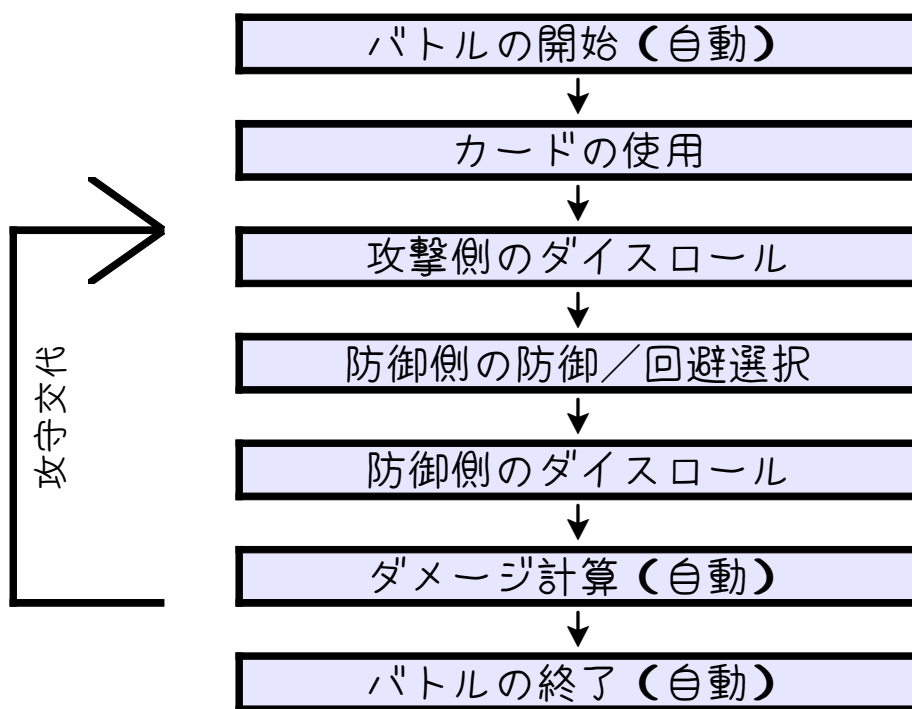 バトルの開始（自動）
カードの使用
攻撃側のダイスロール
防御側の防御／回避選択
防御側のダイスロール
ダメージ計算（自動）
バトルの終了（自動）
攻守交代